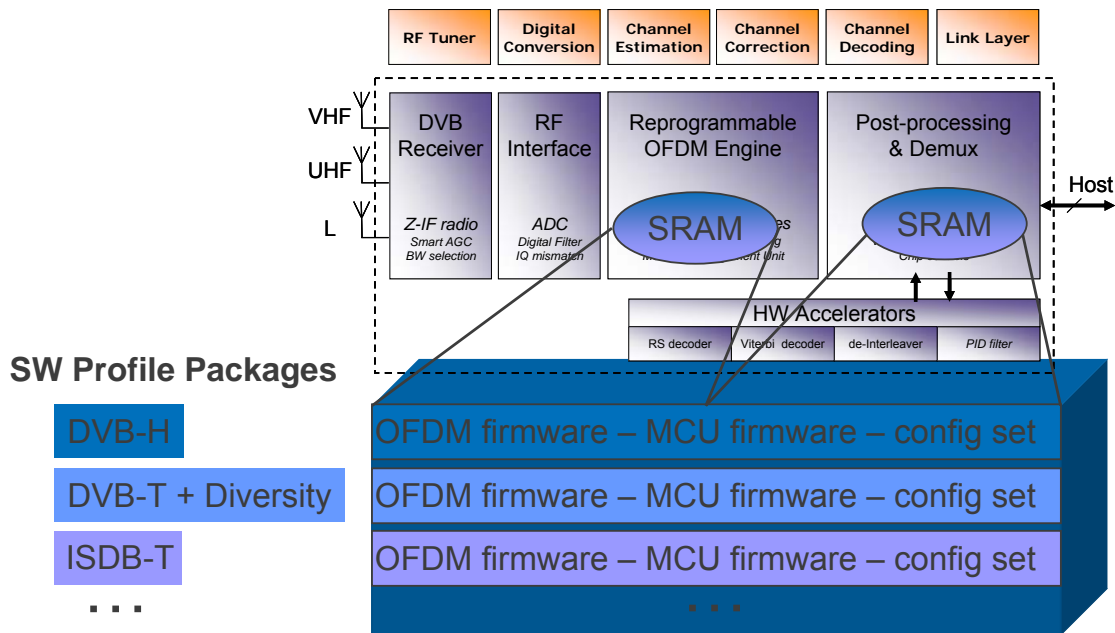 RF Tuner
Digital
Conversion
Channel
Estimation
Channel
Correction
Channel
Decoding
Link Layer
VHF
UHF
L
DVB
Receiver
Z-IF radio
Smart AGC
BW selection
RF
Interface
ADC
Digital Filter
IQ mismatch
Reprogrammable
OFDM Engine
SRAM
Unit
Post-processing
& Demux
SRAM
Host
HW Accelerators
RS decoder
Viterbi decoder
de-Interleaver
PID filter
SW Profile Packages
DVB-H
OFDM firmware – MCU firmware – config set
DVB-T + Diversity
OFDM firmware – MCU firmware – config set
ISDB-T
OFDM firmware – MCU firmware – config set
. . .
. . .